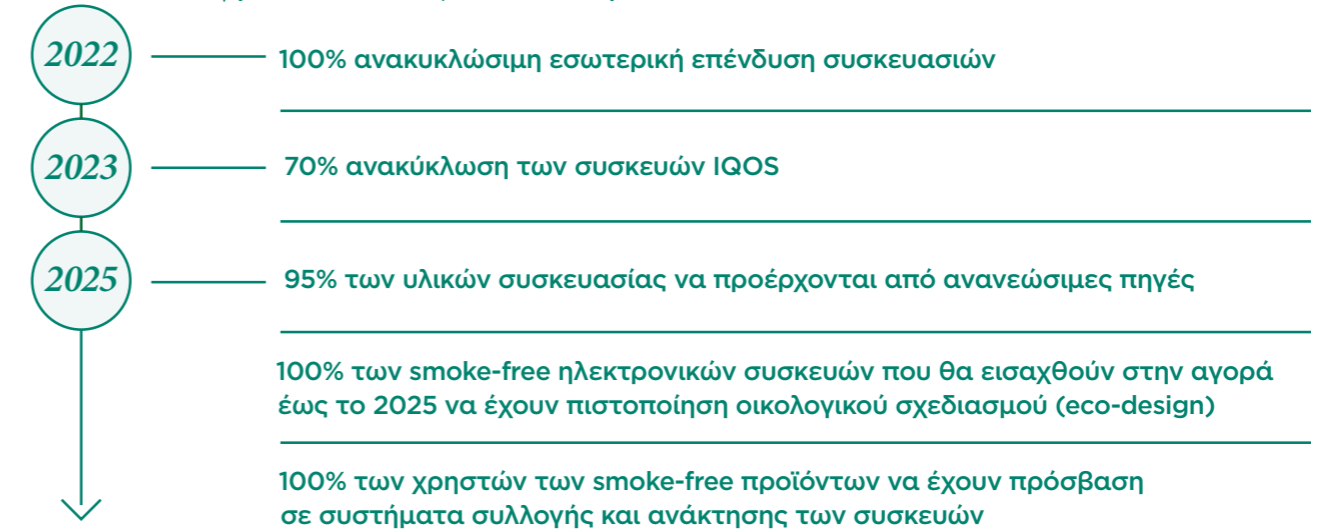 2022
100% ανακυκλώσιμη εσωτερική επένδυση συσκευασιών
2023
70% ανακύκλωση των συσκευών IQOS
2025
95% των υλικών συσκευασίας να προέρχονται από ανανεώσιμες πηγές
100% των smoke-free ηλεκτρονικών συσκευών που θα εισαχθούν στην αγορά
έως το 2025 να έχουν πιστοποίηση οικολογικού σχεδιασμού (eco-design)
100% των χρηστών των smoke-free προϊόντων να έχουν πρόσβαση
σε συστήματα συλλογής και ανάκτησης των συσκευών